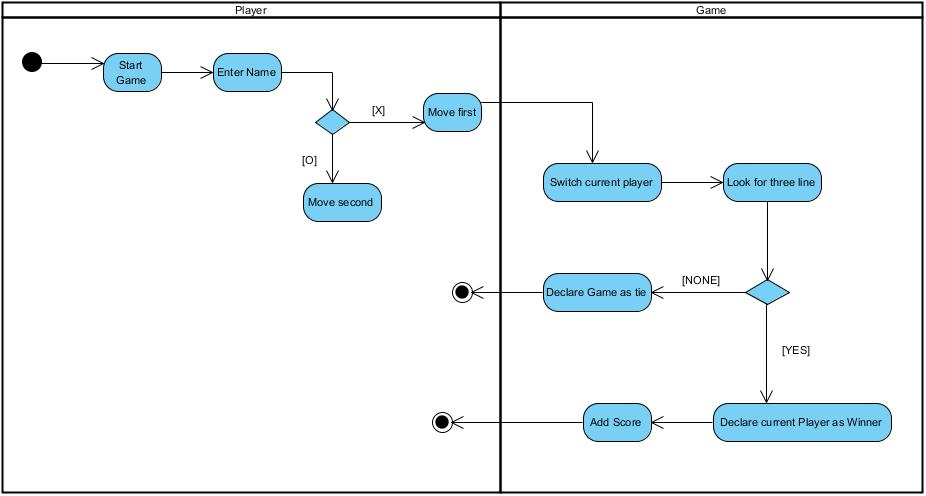 Player
Game
Start
Game
Enter Name
[X]
Move first
[O]
Move second
Switch current player
Look for three line
[NONE]
Declare Game as tie
[YES]
Add Score
Declare current Player as Winner